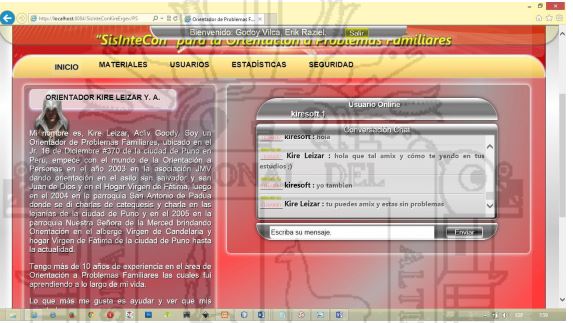 http://localhost:8084/SisInteConKireErgev/PS
Orientador de Problemas F...
Bienvenido: Godoy Vilca, Erik Raziel.
Salir
"SisInteCon para la Orientación a Problemas Familiares
INICIO
MATERIALES
USUARIOS
ESTADÍSTICAS
SEGURIDAD
ORIENTADOR KIRE LEIZAR Y. A.
Mi nombre es, Kire Leizar, Activ Goody. Soy un
Orientador de Problemas Familieres, ubicado en el
Jr. 16 de Diciembre #370 de la ciudad de Puno en
Perú, empecé con el mundo de la Orientación a
Personas en el año 2003 en la asociación JMV
dando orientación en el asilo san salvador y san
Juan de Dios y en el Hogar Virgen de Fátima, luego
en el 2004 en la parroquia San Antonio de Padua
donde se di charlas de catequesis y charla en las
lejanías de la ciudad de Puno y en el 2005 en la
parroquia Nuestra Señora de la Merced brindando
Orientación en el alberge Virgen de Candelaria y
hogar Virgen de Fátima de la ciudad de Puno hasta
la actualidad.
Tengo más de 10 años de experiencia en el área de
Orientación a Problemas Familiares las cuales fui
aprendiendo a lo largo de mi vida.
Lo que más me gusta es ayudar y ver que mis
Usuario Online
kiresoft 1
Conversación Chat
kiresoft : hola
Kire Leizar : hola que tal amix y cómo te yando en tus
estudios;)
kiresoft : yo tambien
Kire Leizar : tu puedes amix y estas sin problemas
Escriba su mensaje.
Enviar